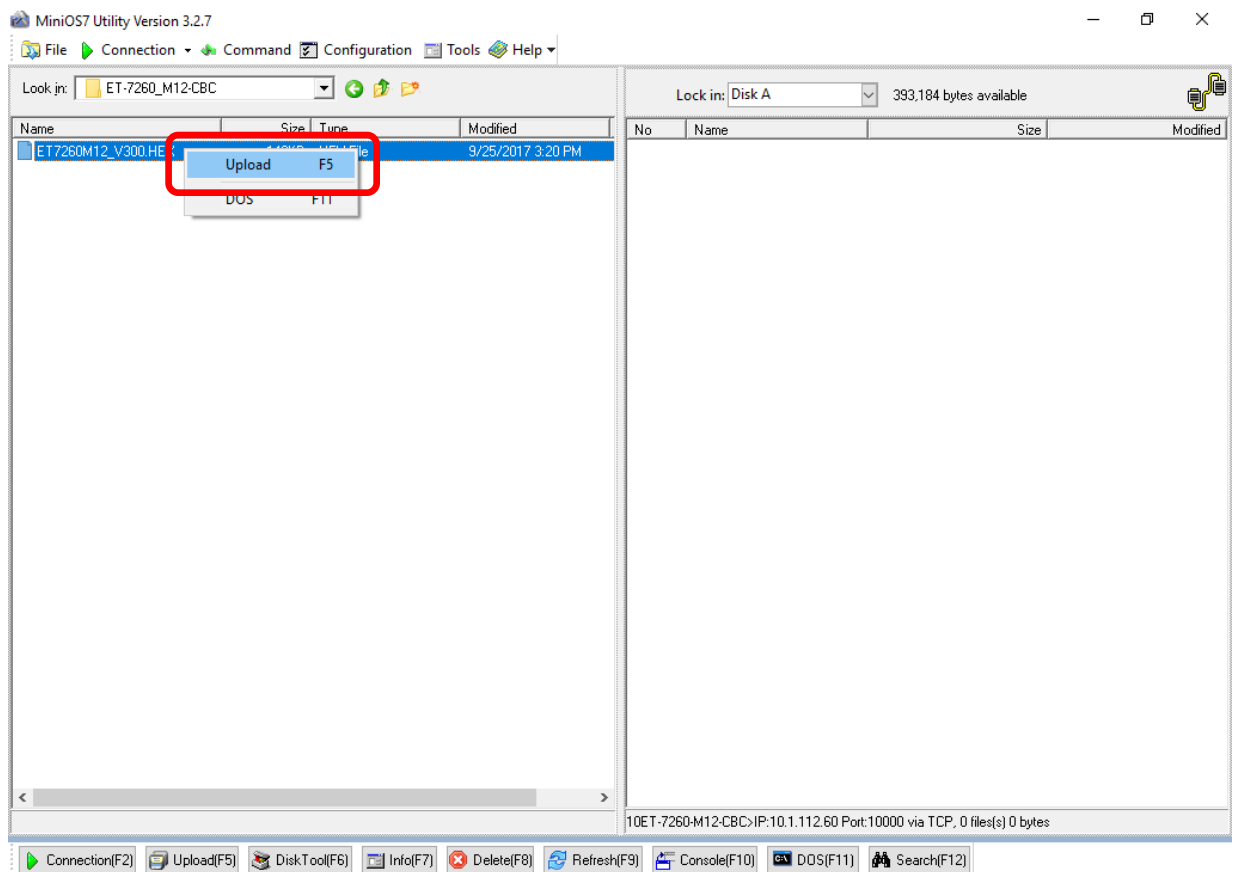 MiniOS7 Utility Version 3.2.7
File Connection Command Configuration Tools Help
Look in: ET-7260_M12-CBC
Lock in: Disk A 393,184 bytes available
Name Size Type Modified
No Name Size Modified
ET7260M12_V300.HEX 9/25/2017 3:20 PM
Upload F5
DOS F11
10ET-7260-M12-CBC>IP:10.1.112.60 Port:10000 via TCP, 0 files(s) 0 bytes
Connection(F2) Upload(F5) DiskTool(F6) Info(F7) Delete(F8) Refresh(F9) Console(F10) DOS(F11) Search(F12)